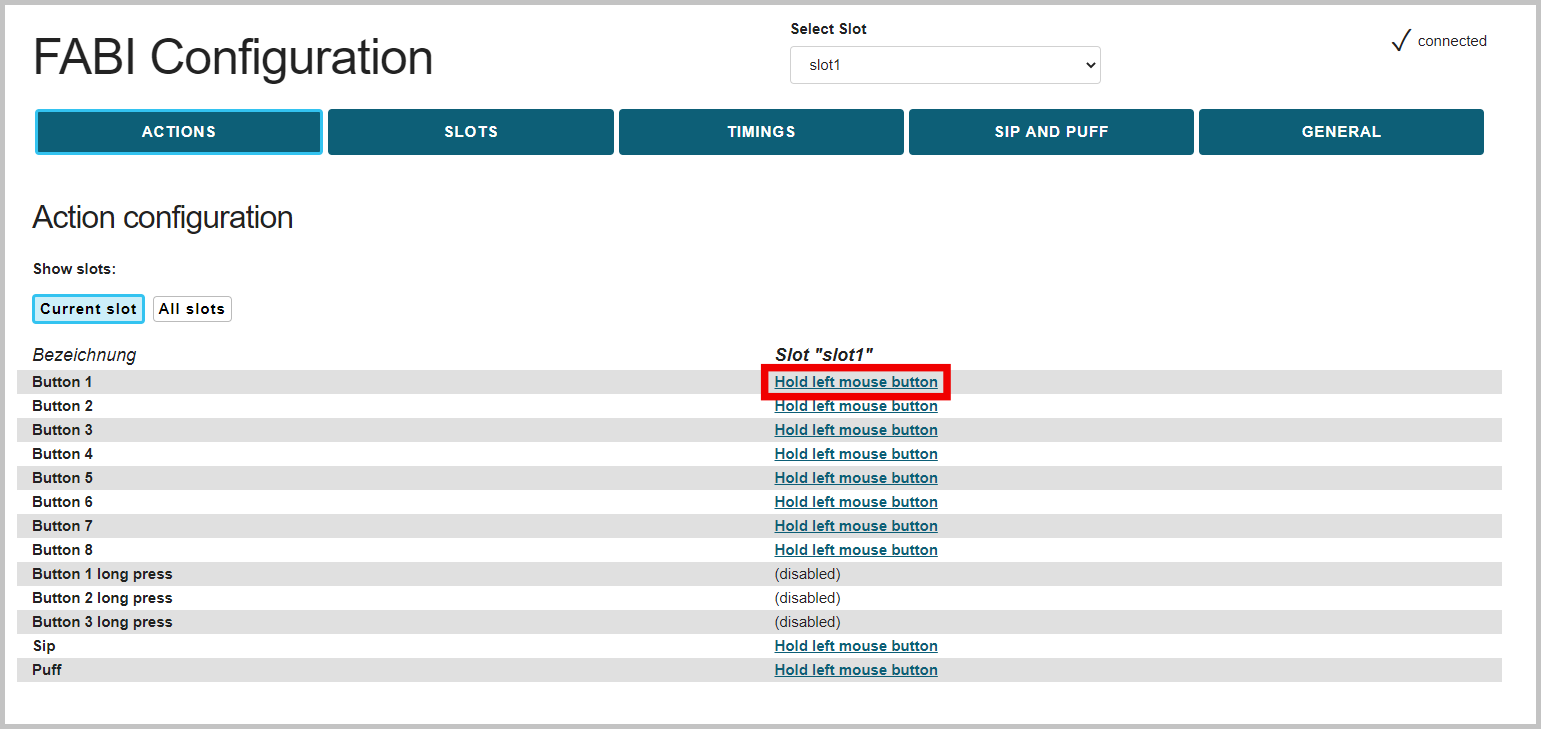 FABI Configuration
Select Slot
slot1
connected
ACTIONS SLOTS TIMINGS SIP AND PUFF GENERAL
Action configuration
Show slots:
Current slot All slots
Bezeichnung Slot "slot1"
Button 1 Hold left mouse button
Button 2 Hold left mouse button
Button 3 Hold left mouse button
Button 4 Hold left mouse button
Button 5 Hold left mouse button
Button 6 Hold left mouse button
Button 7 Hold left mouse button
Button 8 Hold left mouse button
Button 1 long press (disabled)
Button 2 long press (disabled)
Button 3 long press (disabled)
Sip Hold left mouse button
Puff Hold left mouse button